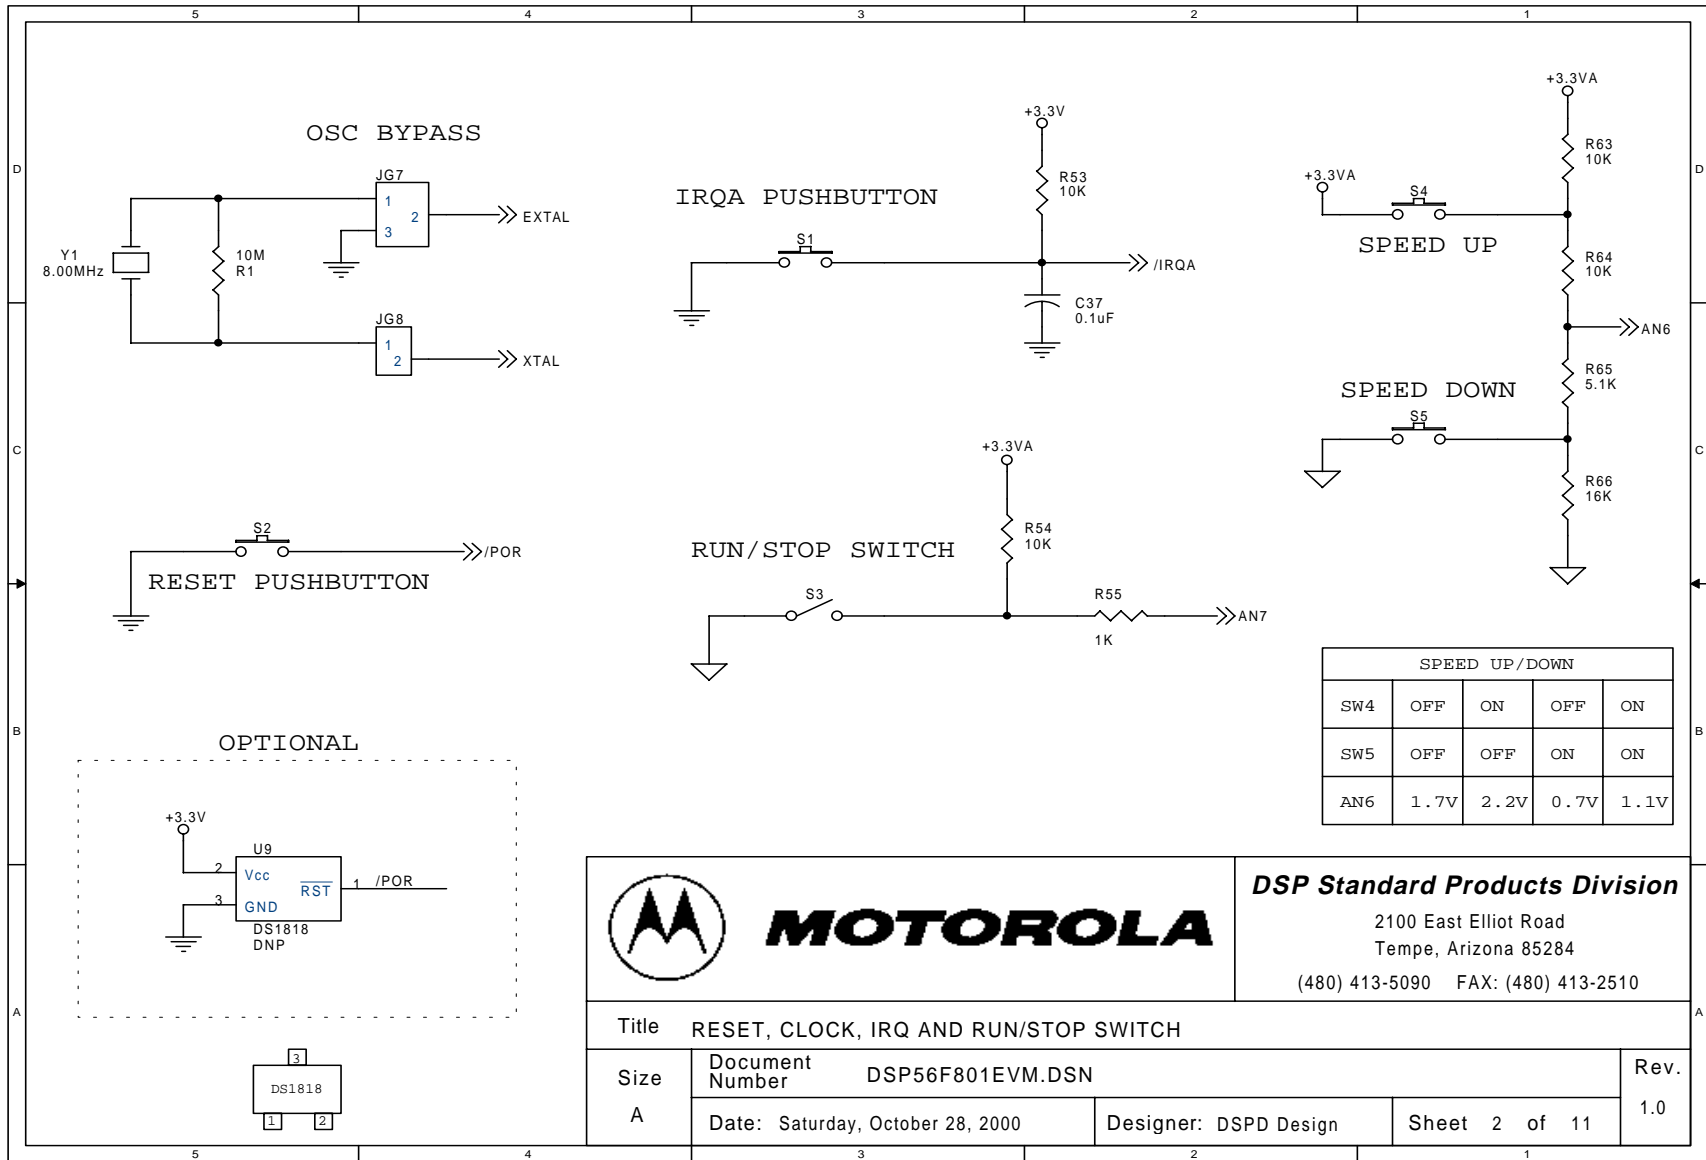 5 4 3 2 1
D
C
B
A
D
C
B
A
OSC BYPASS
JG7
1
2
3
EXTAL
Y1
8.00MHz
10M
R1
JG8
1
2
XTAL
S2
/POR
RESET PUSHBUTTON
IRQA PUSHBUTTON
+3.3V
R53
10K
S1
/IRQA
C37
0.1uF
RUN/STOP SWITCH
+3.3VA
R54
10K
S3
R55
1K
AN7
+3.3VA
R63
10K
+3.3VA
S4
SPEED UP
R64
10K
AN6
R65
5.1K
SPEED DOWN
S5
R66
16K
SPEED UP/DOWN
SW4 OFF ON OFF ON
SW5 OFF OFF ON ON
AN6 1.7V 2.2V 0.7V 1.1V
OPTIONAL
+3.3V
U9
2 Vcc
RST 1 /POR
3 GND
DS1818
DNP
3
DS1818
1 2
MOTOROLA
DSP Standard Products Division
2100 East Elliot Road
Tempe, Arizona 85284
(480) 413-5090 FAX: (480) 413-2510
Title RESET, CLOCK, IRQ AND RUN/STOP SWITCH
Size
A
Document
Number DSP56F801EVM.DSN
Rev.
1.0
Date: Saturday, October 28, 2000
Designer: DSPD Design
Sheet 2 of 11
5 4 3 2 1